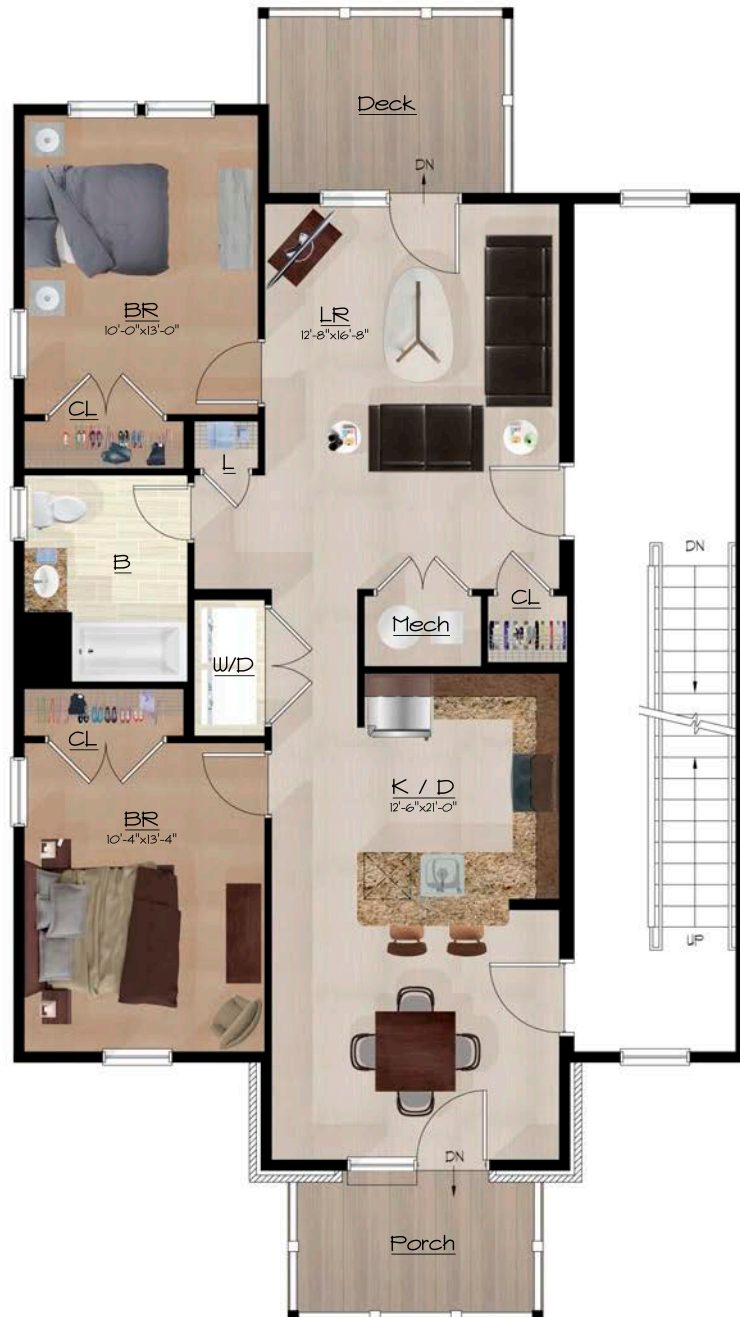 Deck
DN
BR
10'-0"x13'-0"
LR
12'-8"x16'-8"
CL
L
B
DN
CL
Mech
W/D
CL
K / D
12'-6"x21'-0"
BR
10'-4"x13'-4"
UP
DN
Porch